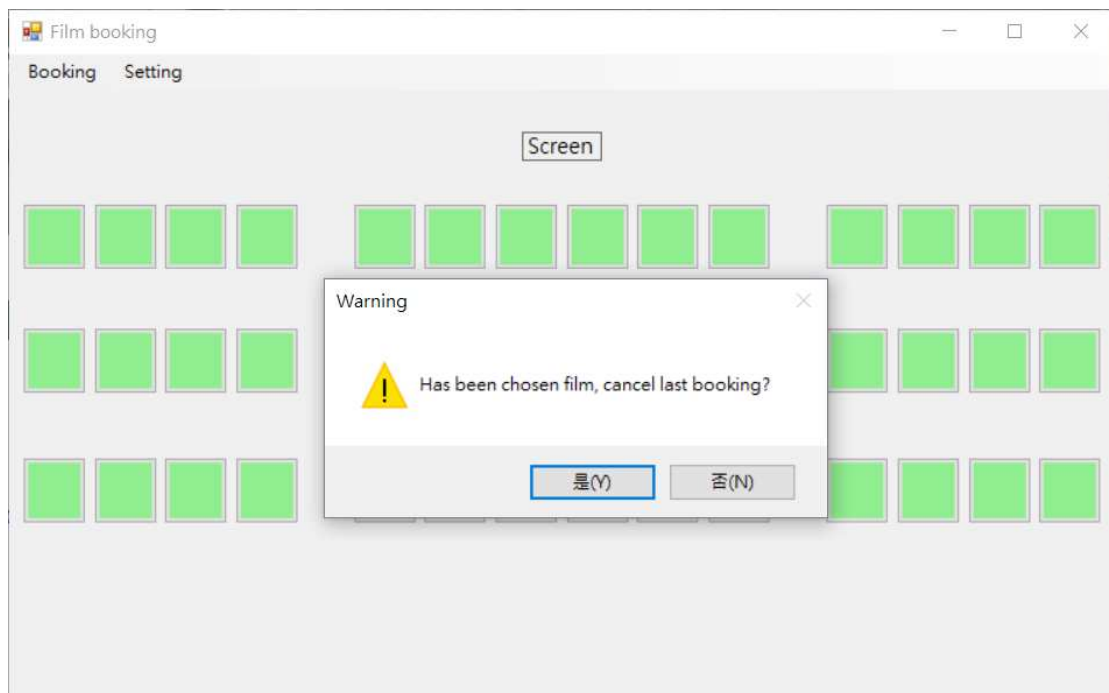 Film booking
Booking Setting
Screen
Warning
Has been chosen film, cancel last booking?
是(Y) 否(N)